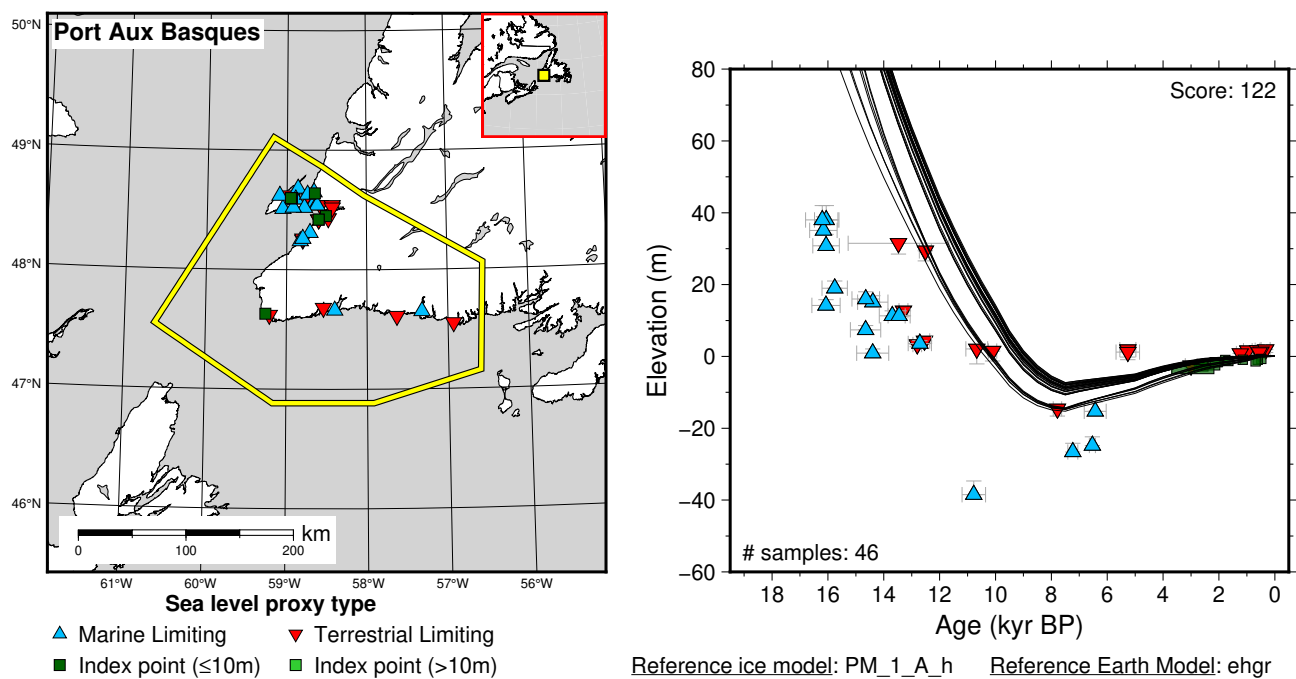 Port Aux Basques
50°N
49°N
48°N
47°N
46°N
km
0 100 200
61°W 60°W 59°W 58°W 57°W 56°W
Sea level proxy type
Marine Limiting Terrestrial Limiting
Index point (≤10m) Index point (>10m)
80
60
40
20
0
−20
−40
−60
Elevation (m)
Score: 122
# samples: 46
18 16 14 12 10 8 6 4 2 0
Age (kyr BP)
Reference ice model: PM_1_A_h Reference Earth Model: ehgr